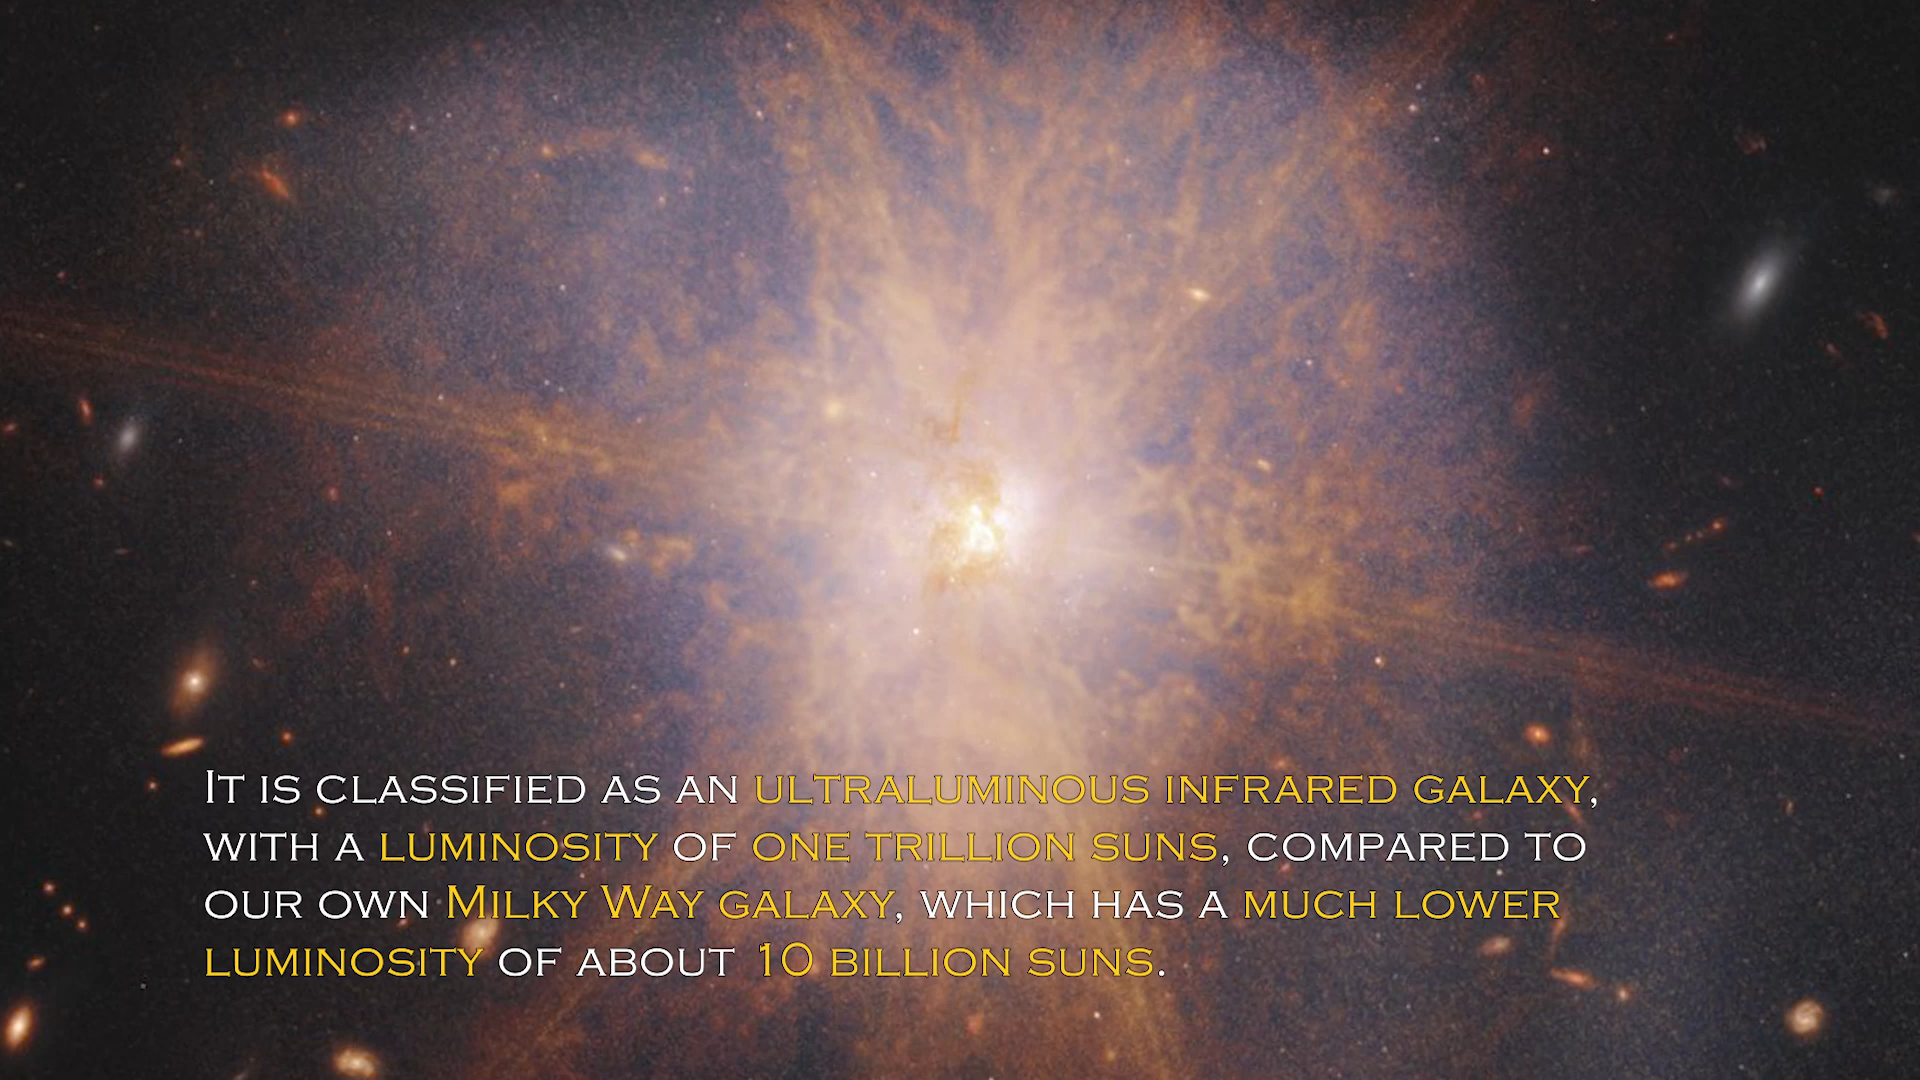 It is classified as an ultraluminous infrared galaxy,
with a luminosity of one trillion suns, compared to
our own Milky Way galaxy, which has a much lower
luminosity of about 10 billion suns.